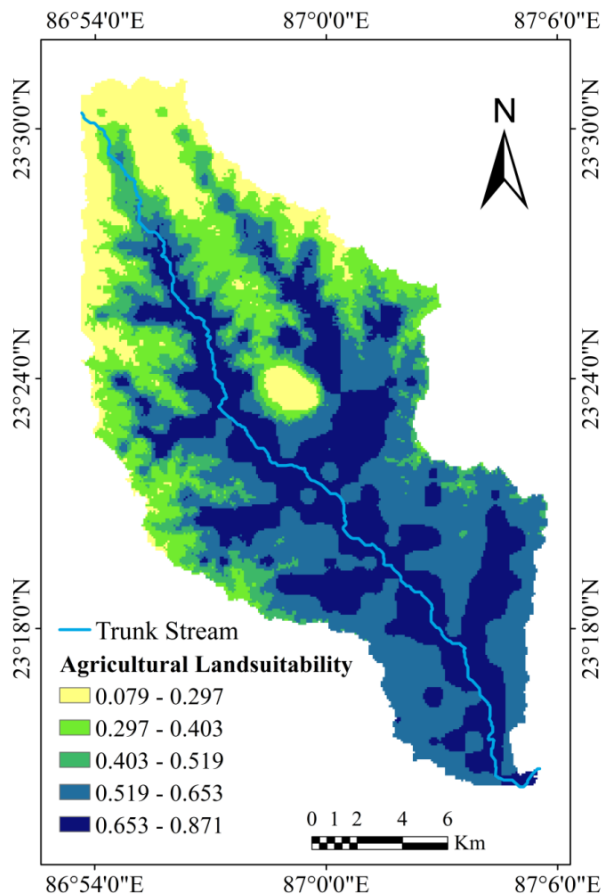 86°54'0"E 87°0'0"E 87°6'0"E
23°30'0"N 23°30'0"N
N
23°24'0"N 23°24'0"N
23°18'0"N 23°18'0"N
Trunk Stream
Agricultural Landsuitability
0.079 - 0.297
0.297 - 0.403
0.403 - 0.519
0.519 - 0.653
0.653 - 0.871
0 1 2 4 6
Km
86°54'0"E 87°0'0"E 87°6'0"E